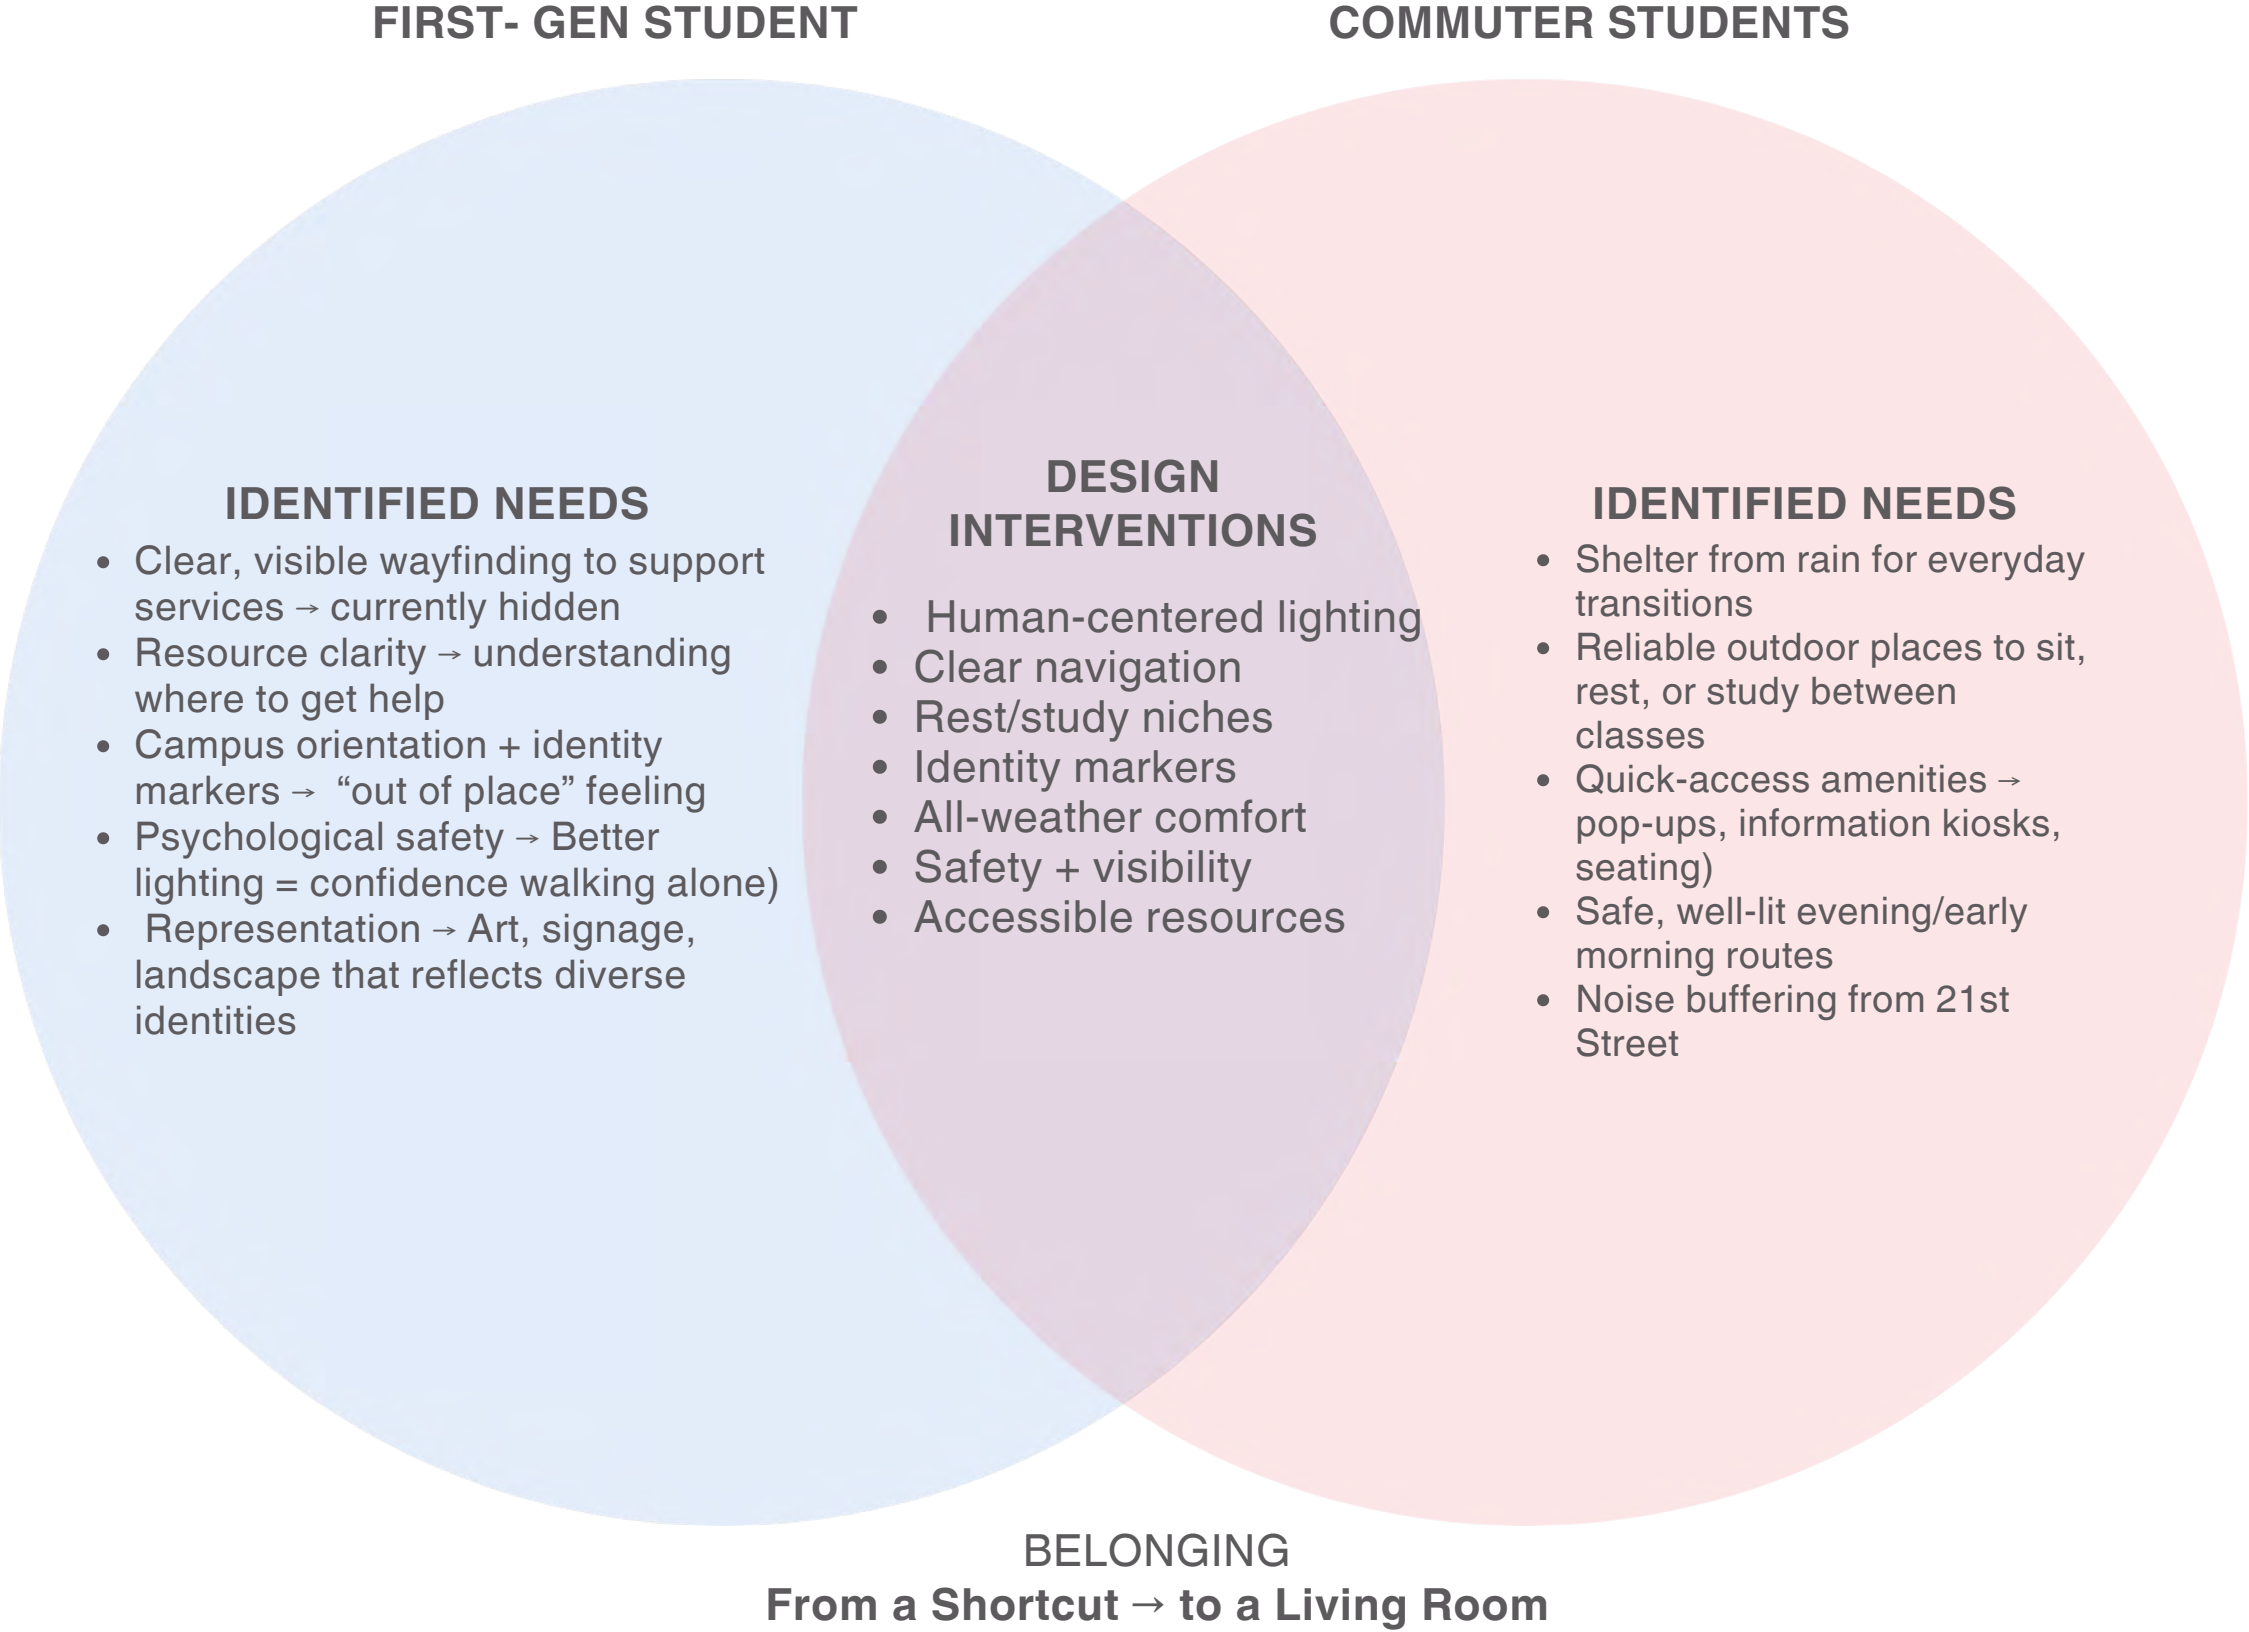 FIRST- GEN STUDENT
COMMUTER STUDENTS
IDENTIFIED NEEDS
• Clear, visible wayfinding to support
services → currently hidden
• Resource clarity → understanding
where to get help
• Campus orientation + identity
markers → “out of place” feeling
• Psychological safety → Better
lighting = confidence walking alone)
• Representation → Art, signage,
landscape that reflects diverse
identities
DESIGN
INTERVENTIONS
• Human-centered lighting
• Clear navigation
• Rest/study niches
• Identity markers
• All-weather comfort
• Safety + visibility
• Accessible resources
IDENTIFIED NEEDS
• Shelter from rain for everyday
transitions
• Reliable outdoor places to sit,
rest, or study between
classes
• Quick-access amenities →
pop-ups, information kiosks,
seating)
• Safe, well-lit evening/early
morning routes
• Noise buffering from 21st
Street
BELONGING
From a Shortcut → to a Living Room